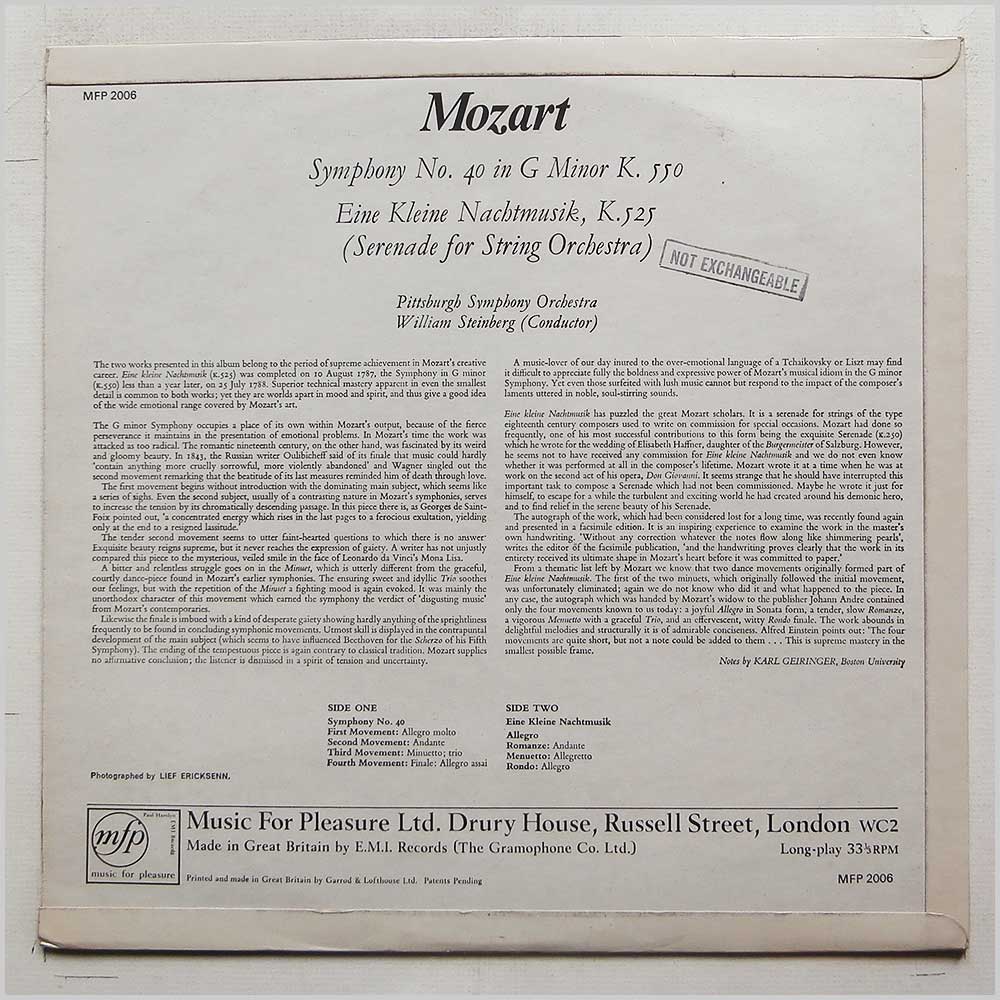 MFP 2006
Mozart
Symphony No. 40 in G Minor K. 550
Eine Kleine Nachtmusik, K.525
(Serenade for String Orchestra)
NOT EXCHANGEABLE
Pittsburgh Symphony Orchestra
William Steinberg (Conductor)
The two works presented in this album belong to the period of supreme achievement in Mozart's creative
career. Eine kleine Nachtmusik (K.525) was completed on 10 August 1787, the Symphony in G minor
(K.550) less than a year later, on 25 July 1788. Superior technical mastery apparent in even the smallest
detail is common to both works; yet they are worlds apart in mood and spirit, and thus give a good idea
of the wide emotional range covered by Mozart's art.
The G minor Symphony occupies a place of its own within Mozart's output, because of the fierce
perseverance it maintains in the presentation of emotional problems. In Mozart's time the work was
attacked as too radical. The romantic nineteenth century, on the other hand, was fascinated by its weird
and gloomy beauty. In 1843, the Russian writer Oulibicheff said of its finale that music could hardly
'contain anything more cruelly sorrowful, more violently abandoned' and Wagner singled out the
second movement remarking that the beatitude of its last measures reminded him of death through love.
The first movement begins without introduction with the dominating main subject, which seems like
a series of sighs. Even the second subject, usually of a contrasting nature in Mozart's symphonies, serves
to increase the tension by its chromatically descending passage. In this piece there is, as Georges de Saint-
Foix pointed out, 'a concentrated energy which rises in the last pages to a ferocious exultation, yielding
only at the end to a resigned lassitude.'
The tender second movement seems to utter faint-hearted questions to which there is no answer
Exquisite beauty reigns supreme, but it never reaches the expression of gaiety. A writer has not unjustly
compared this piece to the mysterious, veiled smile in the face of Leonardo da Vinci's Mona Lisa.
A bitter and relentless struggle goes on in the Minuet, which is utterly different from the graceful,
courtly dance-piece found in Mozart's earlier symphonies. The ensuring sweet and idyllic Trio soothes
our feelings, but with the repetition of the Minuet a fighting mood is again evoked. It was mainly the
unorthodox character of this movement which earned the symphony the verdict of 'disgusting music'
from Mozart's contemporaries.
Likewise the finale is imbued with a kind of desperate gaiety showing hardly anything of the sprightliness
frequently to be found in concluding symphonic movements. Utmost skill is displayed in the contrapuntal
development of the main subject (which seems to have influenced Beethoven for the Scherzo of his Fifth
Symphony). The ending of the tempestuous piece is again contrary to classical tradition. Mozart supplies
no affirmative conclusion; the listener is dismissed in a spirit of tension and uncertainty.
A music-lover of our day inured to the over-emotional language of a Tchaikovsky or Liszt may find
it difficult to appreciate fully the boldness and expressive power of Mozart's musical idiom in the G minor
Symphony. Yet even those surfeited with lush music cannot but respond to the impact of the composer's
laments uttered in noble, soul-stirring sounds.
Eine kleine Nachtmusik has puzzled the great Mozart scholars. It is a serenade for strings of the type
eighteenth century composers used to write on commission for special occasions. Mozart had done so
frequently, one of his most successful contributions to this form being the exquisite Serenade (K.250)
which he wrote for the wedding of Elisabeth Haffner, daughter of the Burgermeister of Salzburg. However,
he seems not to have received any commission for Eine kleine Nachtmusik and we do not even know
whether it was performed at all in the composer's lifetime. Mozart wrote it at a time when he was at
work on the second act of his opera, Don Giovanni. It seems strange that he should have interrupted this
important task to compose a Serenade which had not been commissioned. Maybe he wrote it just for
himself, to escape for a while the turbulent and exciting world he had created around his demonic hero,
and to find relief in the serene beauty of his Serenade.
The autograph of the work, which had been considered lost for a long time, was recently found again
and presented in a facsimile edition. It is an inspiring experience to examine the work in the master's
own handwriting. 'Without any correction whatever the notes flow along like shimmering pearls',
writes the editor of the facsimile publication, 'and the handwriting proves clearly that the work in its
entirety received its ultimate shape in Mozart's heart before it was committed to paper.'
From a thematic list left by Mozart we know that two dance movements originally formed part of
Eine kleine Nachtmusik. The first of the two minuets, which originally followed the initial movement,
was unfortunately eliminated; again we do not know who did it and what happened to the piece. In
any case, the autograph which was handed by Mozart's widow to the publisher Johann Andre contained
only the four movements known to us today: a joyful Allegro in Sonata form, a tender, slow Romanze,
a vigorous Menuetto with a graceful Trio, and an effervescent, witty Rondo finale. The work abounds in
delightful melodies and structurally it is of admirable conciseness. Alfred Einstein points out: 'The four
movements are quite short, but not a note could be added to them . . . This is supreme mastery in the
smallest possible frame.
Notes by KARL GEIRINGER, Boston University
SIDE ONE
Symphony No. 40
First Movement: Allegro molto
Second Movement: Andante
Third Movement: Minuetto; trio
Fourth Movement: Finale: Allegro assai
SIDE TWO
Eine Kleine Nachtmusik
Allegro
Romanze: Andante
Menuetto: Allegretto
Rondo: Allegro
Photographed by LIEF ERICKSENN.
mfp
Paul Hamlyn
EMI Records
music for pleasure
Music For Pleasure Ltd. Drury House, Russell Street, London WC2
Made in Great Britain by E.M.I. Records (The Gramophone Co. Ltd.)
Long-play 33⅓RPM
Printed and made in Great Britain by Garrod & Lofthouse Ltd. Patents Pending
MFP 2006